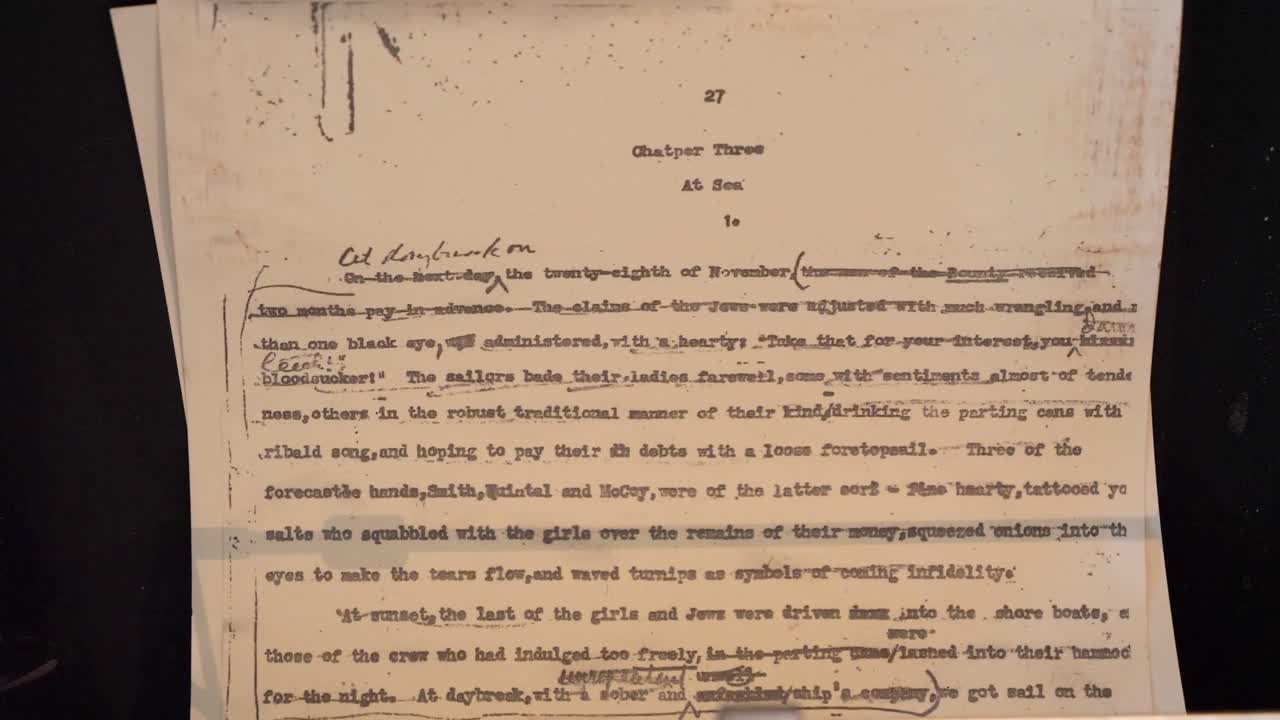 27
Chatper Three
At Sea
1.
At daybreak on
On the next day, the twenty-eighth of November, (the men of the Bounty received
two months pay in advance. The claims of the Jews were adjusted with much wrangling,and
than one black eye, administered,with a hearty: "Take that for your interest,you
leech!"
bloodsucker!" The sailors bade their ladies farewell,some with sentiments almost of tende
ness,others in the robust traditional manner of their kind/drinking the parting cans with
ribald song,and hoping to pay their debts with a loose foretopsail. Three of the
forecastle hands,Smith,Quintal and McCoy,were of the latter sort - fine hearty,tattooed yo
salts who squabbled with the girls over the remains of their money,squeezed onions into th
eyes to make the tears flow,and waved turnips as symbols of coming infidelity.
At sunset,the last of the girls and Jews were driven into the shore boats,
were
those of the crew who had indulged too freely, in the parting /lashed into their hammoc
for the night. At daybreak,with a sober and /ship's company,)we got sail on the